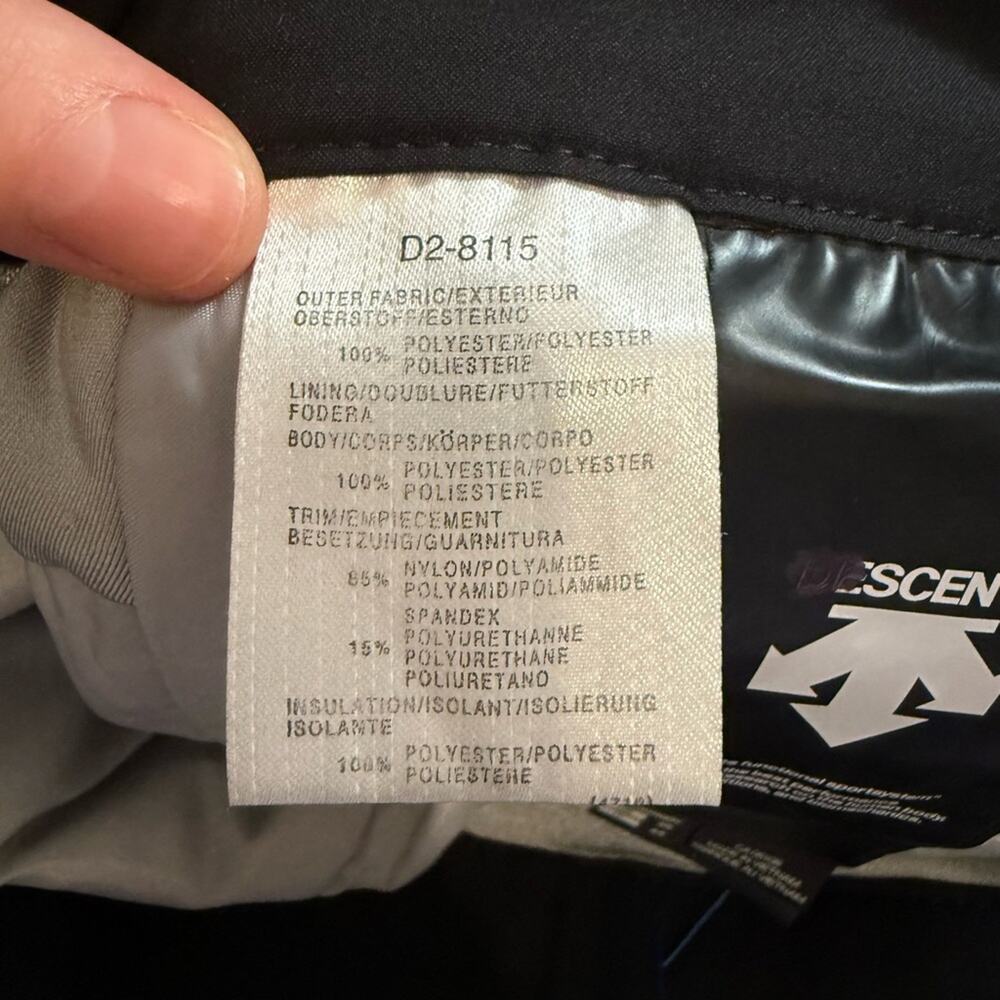 D2-8115
OUTER FABRIC/EXTERIEUR
OBERSTOFF/ESTERNO
100% POLYESTER/POLYESTER
POLIESTERE
LINING/DOUBLURE/FUTTERSTOFF
FODERA
BODY/CORPS/KÖRPER/CORPO
100% POLYESTER/POLYESTER
POLIESTERE
TRIM/EMPIECEMENT
BESETZUNG/GUARNITURA
85% NYLON/POLYAMIDE
POLYAMID/POLIAMMIDE
SPANDEX
15% POLYURETHANNE
POLYURETHANE
POLIURETANO
INSULATION/ISOLANT/ISOLIERUNG
ISOLANTE
100% POLYESTER/POLYESTER
POLIESTERE
DESCEN
functional sportsystem"